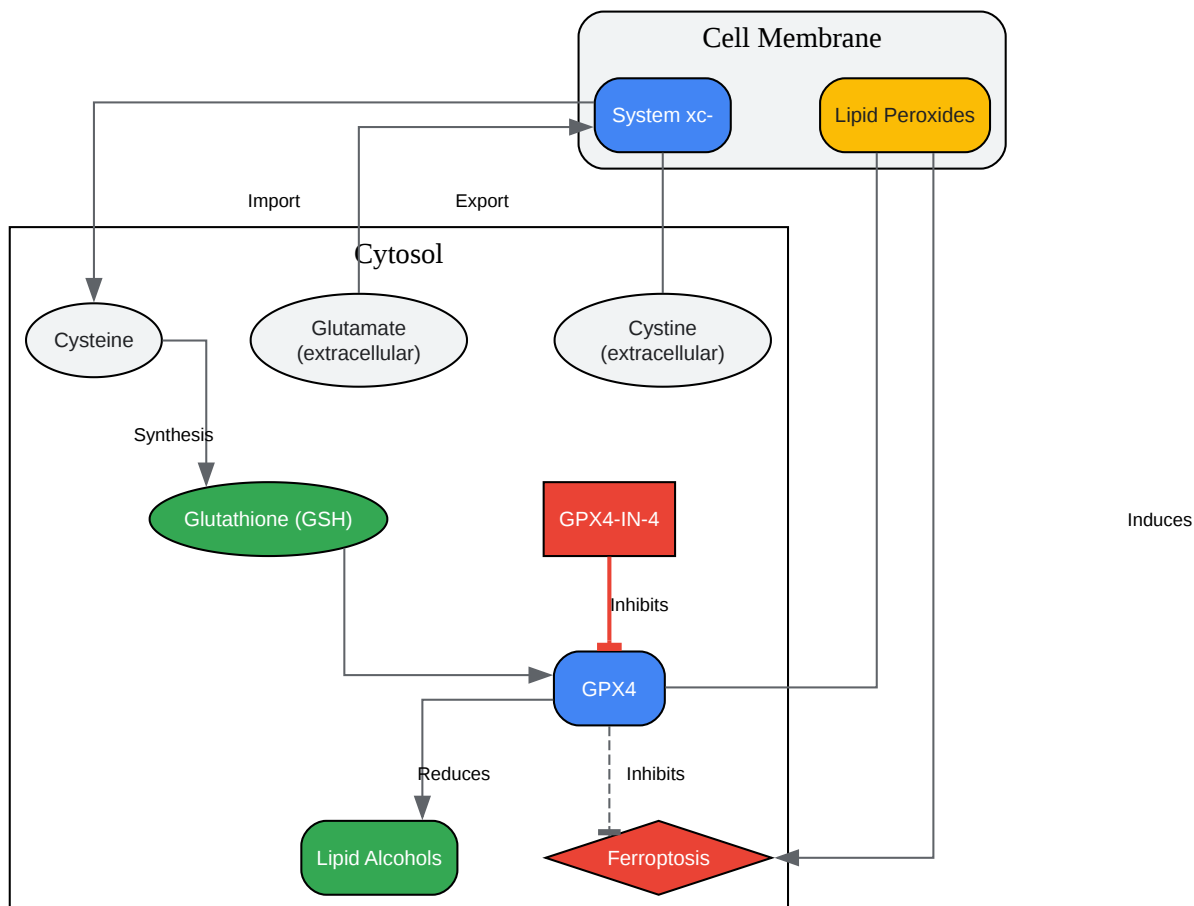 Cell Membrane
System xc-
Lipid Peroxides
Import
Export
Cytosol
Cysteine
Glutamate
(extracellular)
Cystine
(extracellular)
Synthesis
Glutathione (GSH)
GPX4-IN-4
Induces
Inhibits
GPX4
Reduces
Inhibits
Lipid Alcohols
Ferroptosis